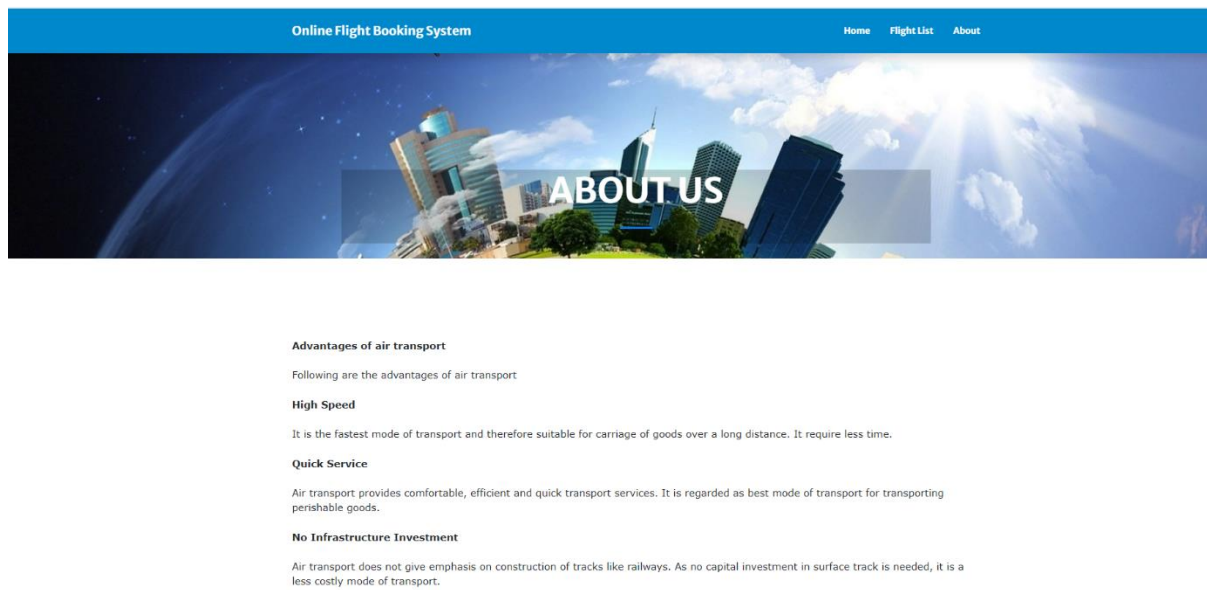 Online Flight Booking System
Home Flight List About
ABOUT US
Advantages of air transport
Following are the advantages of air transport
High Speed
It is the fastest mode of transport and therefore suitable for carriage of goods over a long distance. It require less time.
Quick Service
Air transport provides comfortable, efficient and quick transport services. It is regarded as best mode of transport for transporting
perishable goods.
No Infrastructure Investment
Air transport does not give emphasis on construction of tracks like railways. As no capital investment in surface track is needed, it is a
less costly mode of transport.